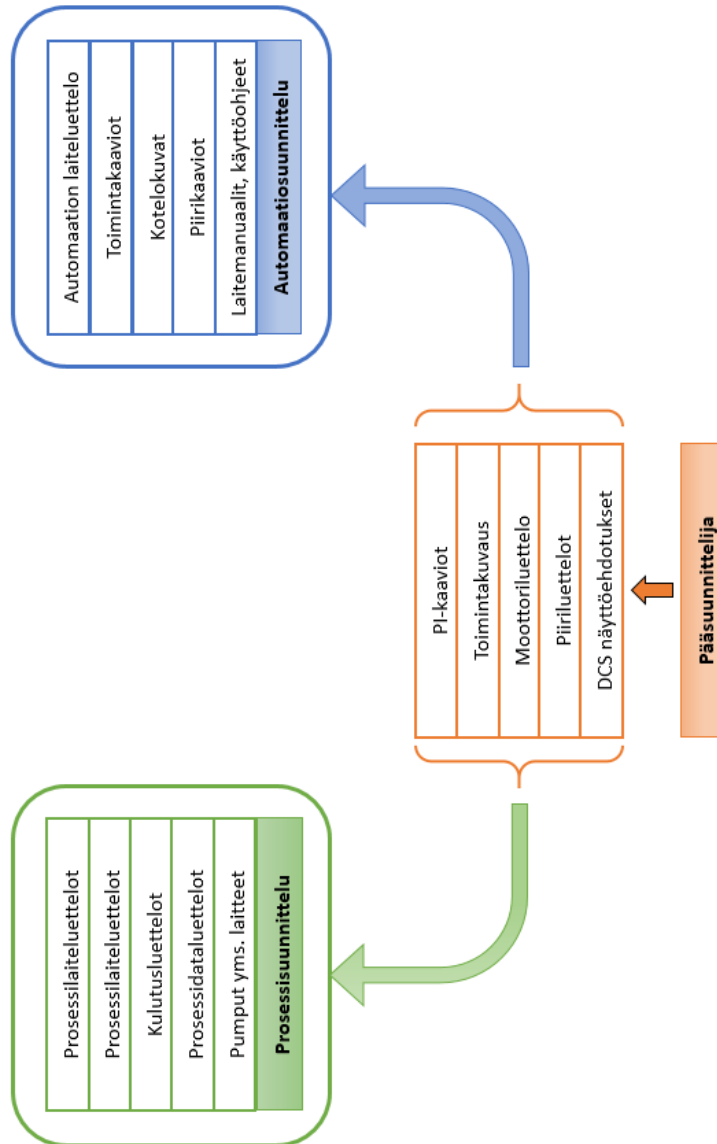 Prosessilaiteluettelot
Prosessilaiteluettelot
Kulutusluettelot
Prosessidataluettelot
Pumput yms. laitteet
Prosessisuunnittelu
Automaation laiteluettelo
Toimintakaaviot
Kotelokuvat
Piirikaaviot
Laitemanuaalit, käyttöohjeet
Automaatiosuunnittelu
PI-kaaviot
Toimintakuvaus
Moottoriluettelo
Piiriluettelot
DCS näyttöehdotukset
Pääsuunnittelija